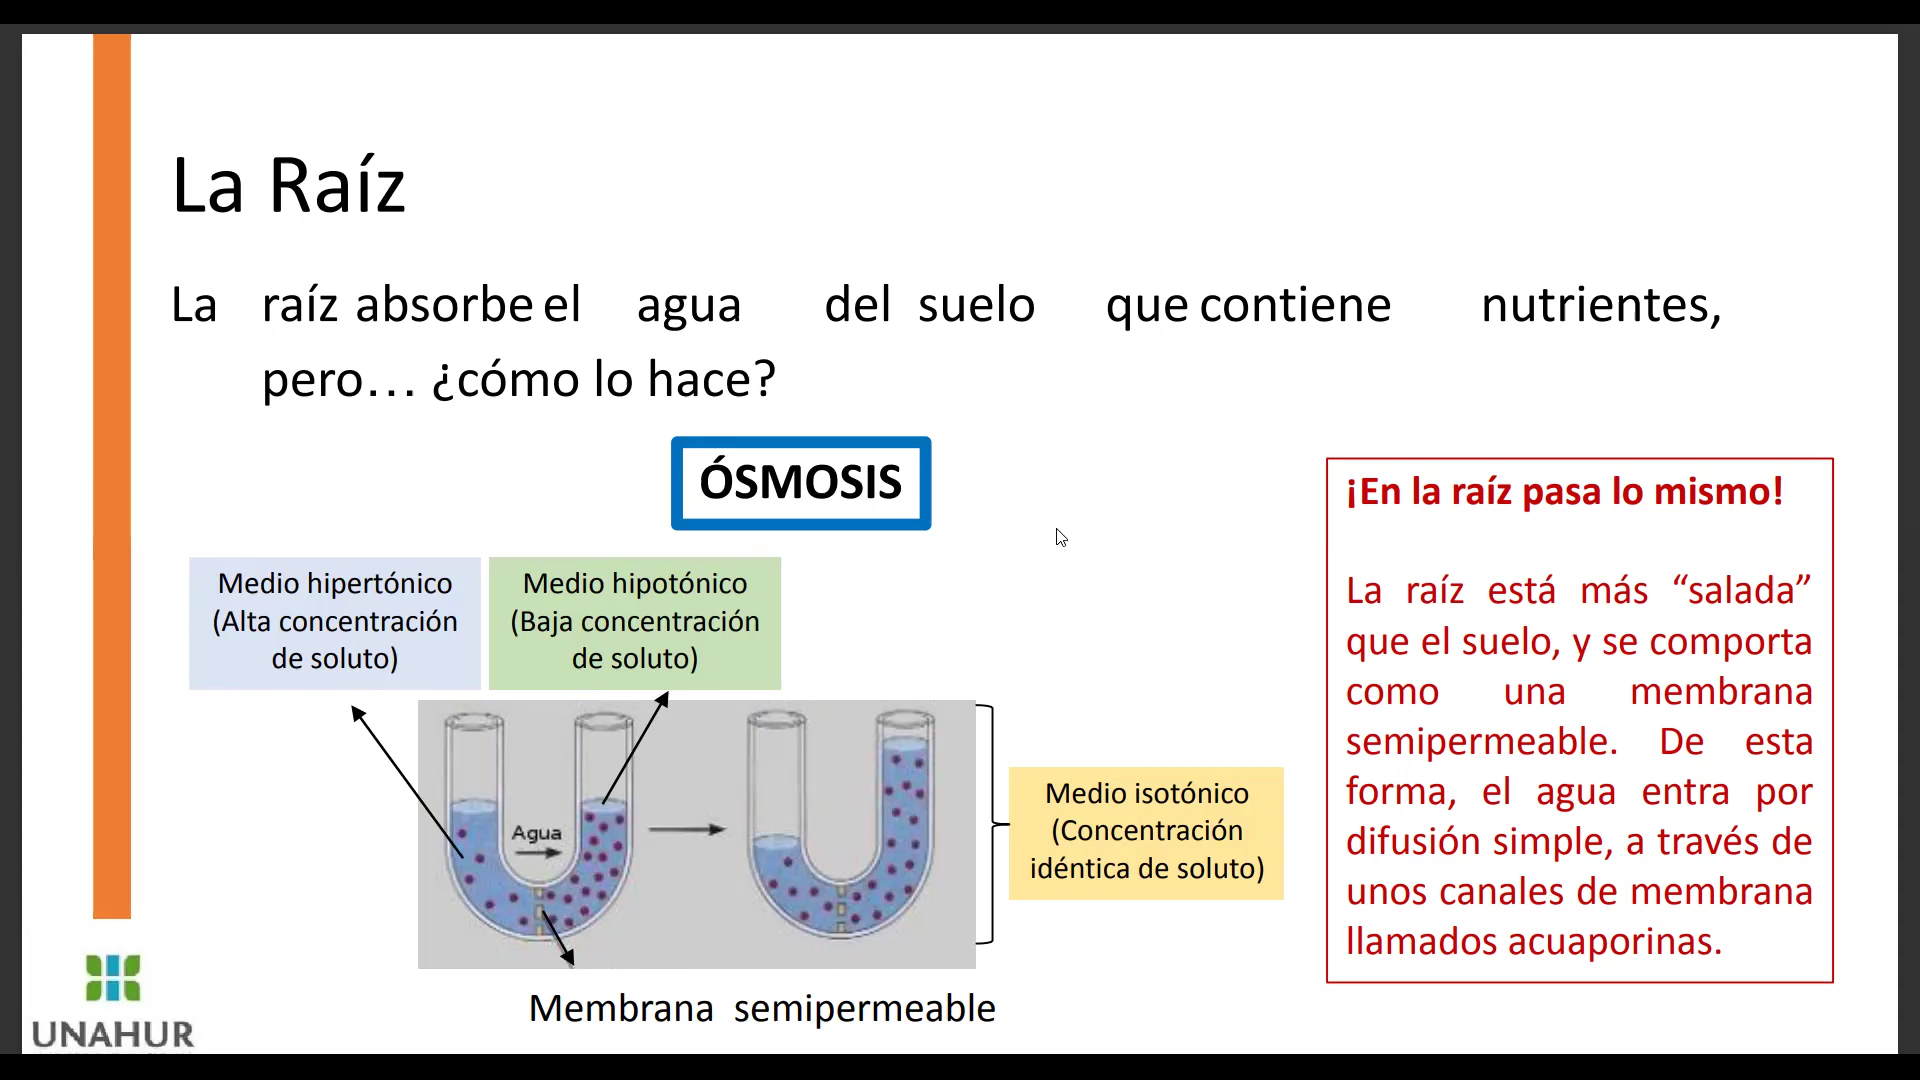 La Raíz
La raíz absorbe el agua del suelo que contiene nutrientes,
pero… ¿cómo lo hace?
ÓSMOSIS
Medio hipertónico
(Alta concentración
de soluto)
Medio hipotónico
(Baja concentración
de soluto)
Agua
Medio isotónico
(Concentración
idéntica de soluto)
Membrana semipermeable
¡En la raíz pasa lo mismo!
La raíz está más “salada”
que el suelo, y se comporta
como una membrana
semipermeable. De esta
forma, el agua entra por
difusión simple, a través de
unos canales de membrana
llamados acuaporinas.
UNAHUR